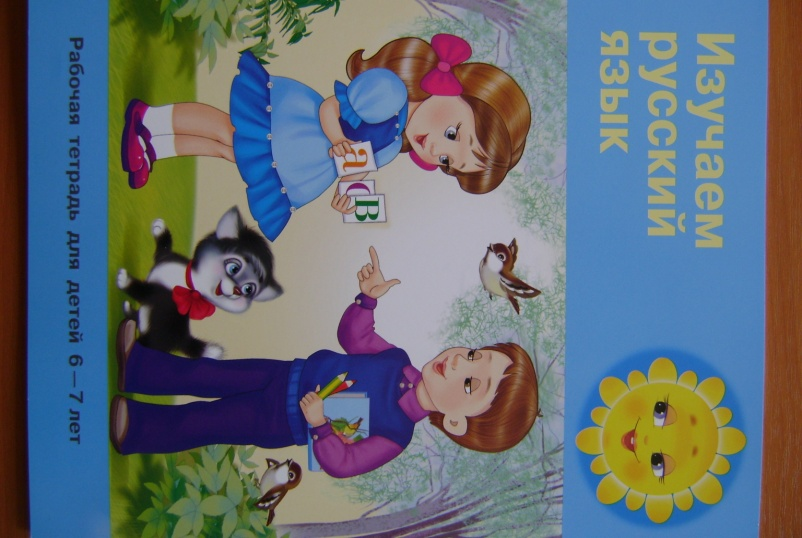 Изучаем
русский
язык
а
С
В
Рабочая тетрадь для детей 6—7 лет